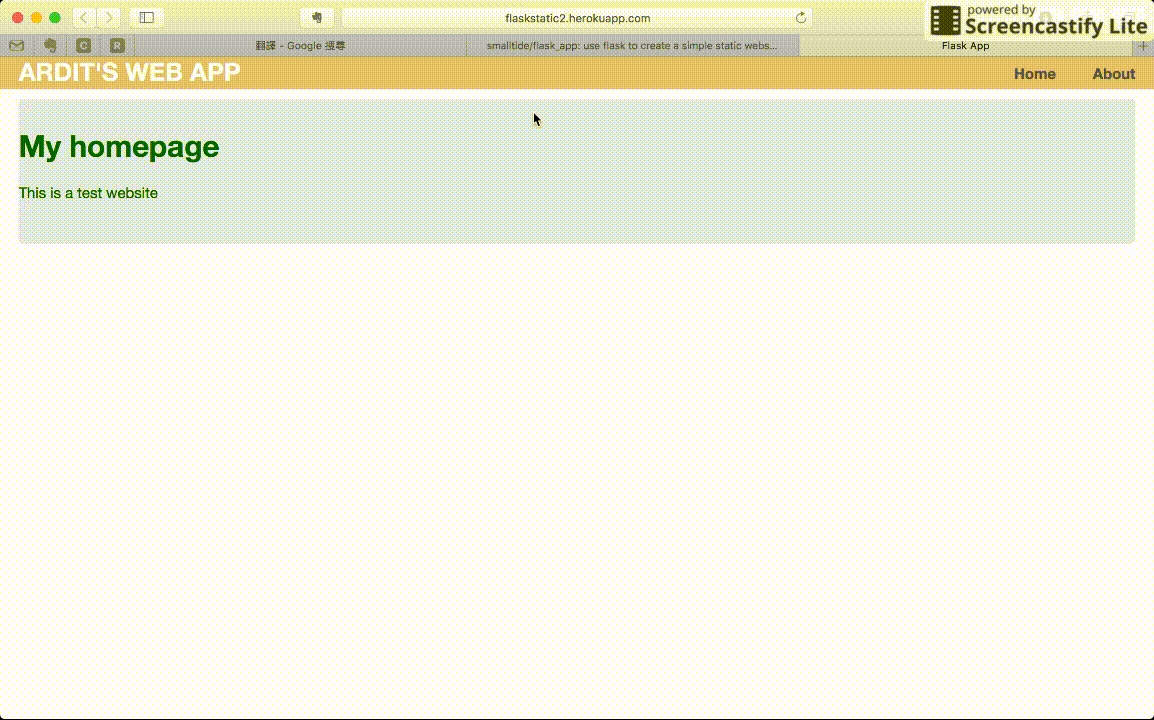 flaskstatic2.herokuapp.com
powered by
Screencastify Lite
C
R
翻譯 - Google 搜尋
smalltide/flask_app: use flask to create a simple static webs...
Flask App
ARDIT'S WEB APP
Home
About
My homepage
This is a test website